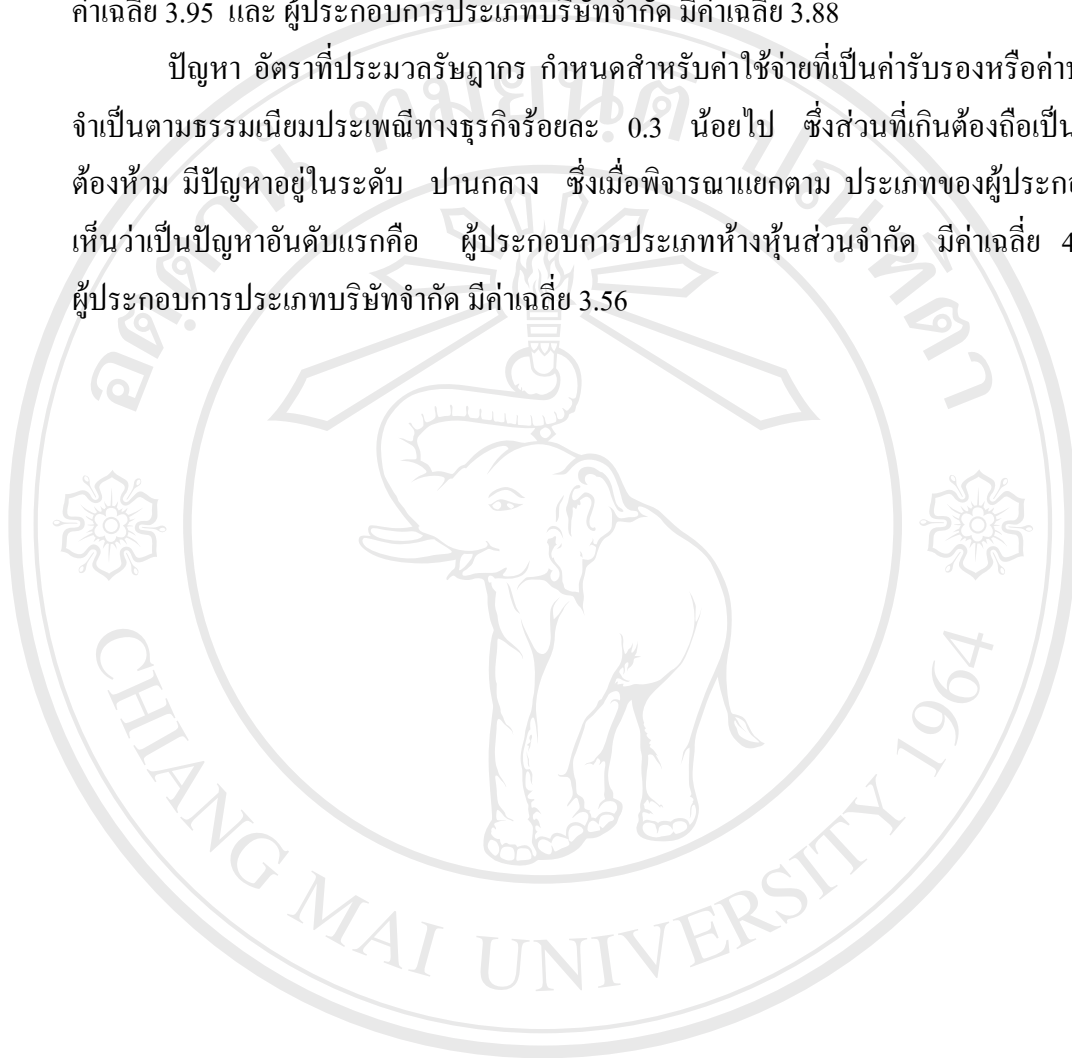 ค่าเฉลี่ย 3.95 และ ผู้ประกอบการประเภทบริษัทจำกัด มีค่าเฉลี่ย 3.88
ปัญหา อัตราที่ประมวลรัษฎากร กำหนดสำหรับค่าใช้จ่ายที่เป็นค่ารับรองหรือ
จำเป็นตามธรรมเนียมประเพณีทางธุรกิจร้อยละ 0.3 น้อยไป ซึ่งส่วนที่เกินต้องถือเป็น
ต้องห้าม มีปัญหาอยู่ในระดับ ปานกลาง ซึ่งเมื่อพิจารณาแยกตาม ประเภทของ
เห็นว่าเป็นปัญหาอันดับแรกคือ ผู้ประกอบการประเภทห้างหุ้นส่วนจำกัด มีค่าเฉลี่ย
ผู้ประกอบการประเภทบริษัทจำกัด มีค่าเฉลี่ย 3.56
CHIANG MAI UNIVERSITY 1964